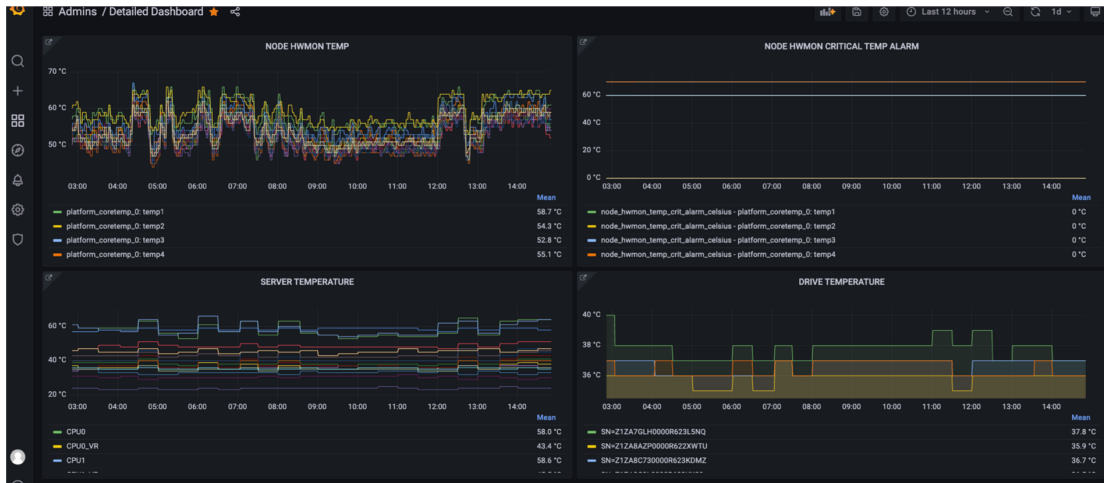 Admins / Detailed Dashboard
Last 12 hours
1d
NODE HWMON TEMP
70 °C
60 °C
50 °C
03:00 04:00 05:00 06:00 07:00 08:00 09:00 10:00 11:00 12:00 13:00 14:00
Mean
platform_coretemp_0: temp1 58.7 °C
platform_coretemp_0: temp2 54.3 °C
platform_coretemp_0: temp3 52.8 °C
platform_coretemp_0: temp4 55.1 °C
NODE HWMON CRITICAL TEMP ALARM
60 °C
40 °C
20 °C
0 °C
03:00 04:00 05:00 06:00 07:00 08:00 09:00 10:00 11:00 12:00 13:00 14:00
Mean
node_hwmon_temp_crit_alarm_celsius - platform_coretemp_0: temp1 0 °C
node_hwmon_temp_crit_alarm_celsius - platform_coretemp_0: temp2 0 °C
node_hwmon_temp_crit_alarm_celsius - platform_coretemp_0: temp3 0 °C
node_hwmon_temp_crit_alarm_celsius - platform_coretemp_0: temp4 0 °C
SERVER TEMPERATURE
60 °C
40 °C
20 °C
03:00 04:00 05:00 06:00 07:00 08:00 09:00 10:00 11:00 12:00 13:00 14:00
Mean
CPU0 58.0 °C
CPU0_VR 43.4 °C
CPU1 58.6 °C
DRIVE TEMPERATURE
40 °C
38 °C
36 °C
03:00 04:00 05:00 06:00 07:00 08:00 09:00 10:00 11:00 12:00 13:00 14:00
Mean
SN=Z1ZA7GLH0000R623L5NQ 37.8 °C
SN=Z1ZA8AZP0000R622XWTU 35.9 °C
SN=Z1ZA8C730000R623KDMZ 36.7 °C